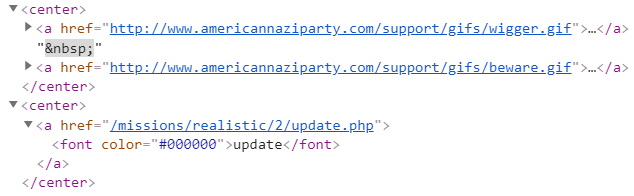 ▼<center>
▶<a href="http://www.americannaziparty.com/support/gifs/wigger.gif">…</a>
"&nbsp;"
▶<a href="http://www.americannaziparty.com/support/gifs/beware.gif">…</a>
</center>
▼<center>
▼<a href="/missions/realistic/2/update.php">
<font color="#000000">update</font>
</a>
</center>